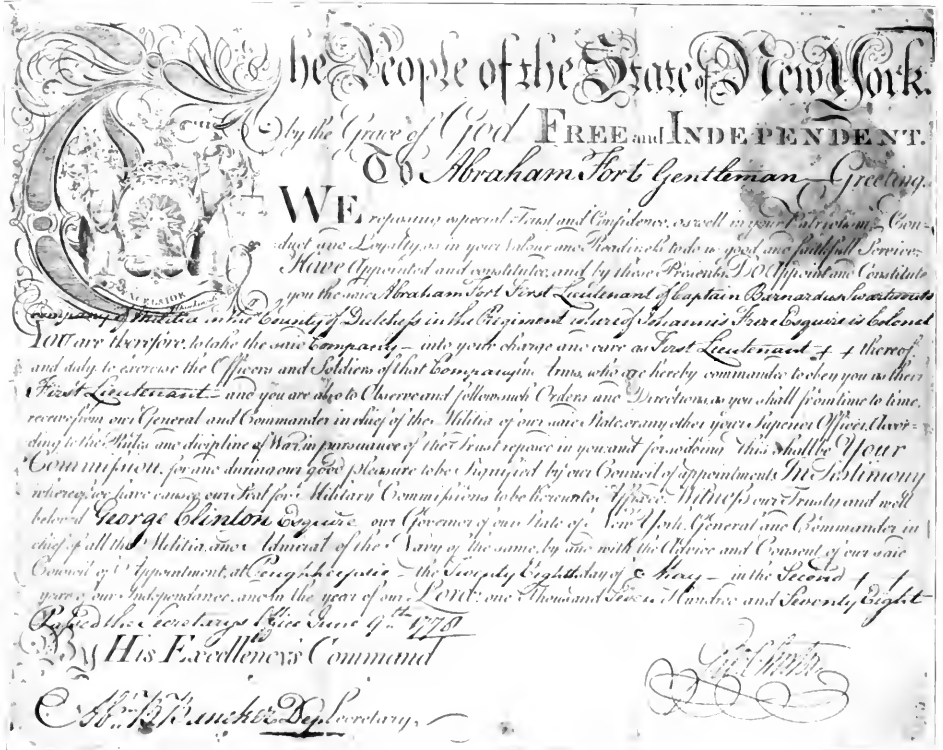 The People of the State of New York.
by the Grace of God FREE and INDEPENDENT.
TO Abraham Fort Gentleman Greeting.
WE reposing especial Trust and Confidence, as well in your Patriotism, Con-
duct and Loyalty, as in your Valour and Readiness to do us good and faithfull Service;
Have Appointed and constituted, and by these Presents, DO Appoint and Constitute
you the said Abraham Fort First Lieutenant of Captain Barnardus Swartwouts
Company of Militia in the County of Dutchess in the Regiment whereof Johannis Frere Esquire is Colonel
YOU are therefore, to take the said Company into your charge and care as First Lieutenant + + thereof
and duly to exercise the Officers and Soldiers of that Company in Arms, who are hereby commanded to obey you as their
First Lieutenant and you are also to Observe and follow such Orders and Directions, as you shall from time to time,
receive from our General and Commander in chief of the Militia of our said State, or any other your Superior Officer, Accor-
ding to the Rules and discipline of War, in pursuance of the Trust reposed in you, and for so doing this shall be Your
Commission, for and during our good pleasure to be Signified by our Council of appointment. In Testimony
whereof, we have caused our Seal for Military Commissions to be hereunto Affixed. Witness our Trusty and well
beloved George Clinton Esquire our Governor of our State of New York, General and Commander in
chief of all the Militia, and Admiral of the Navy of the same, by and with the Advice and Consent of our said
Council of Appointment, at Poughkeepsie the Twenty Eighth day of May in the Second + +
year of our Independance, and in the year of our Lord, one Thousand Seven Hundred and Seventy Eight
Passed the Secretarys Office June 9th 1778
By His Excellency's Command
Geo Clinton
Abm B Bancker Dep Secretary
EXCELSIOR